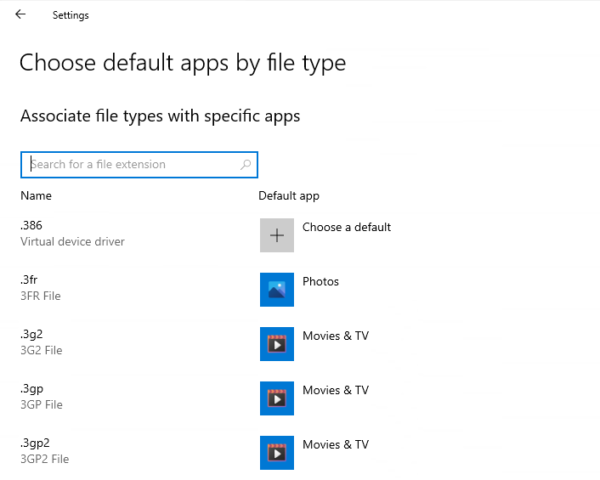 Settings
Choose default apps by file type
Associate file types with specific apps
Search for a file extension
Name Default app
.386 Choose a default
Virtual device driver
.3fr Photos
3FR File
.3g2 Movies & TV
3G2 File
.3gp Movies & TV
3GP File
.3gp2 Movies & TV
3GP2 File